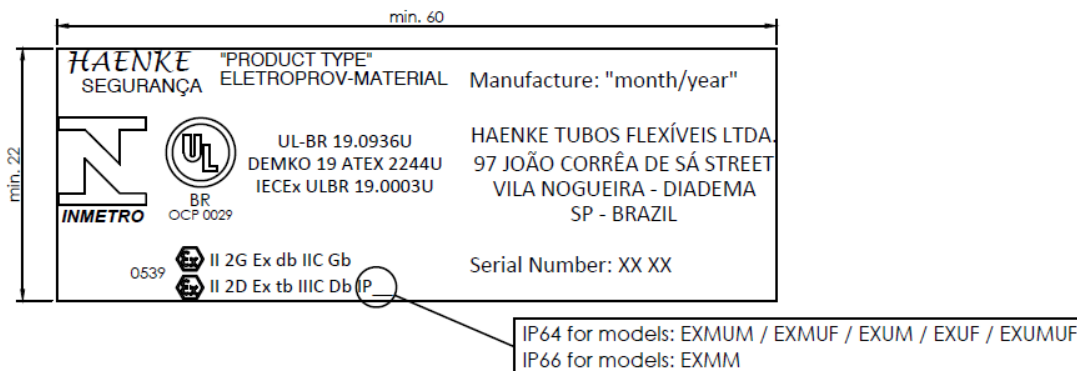 min. 60
min. 22
HAENKE
SEGURANÇA
"PRODUCT TYPE"
ELETROPROV-MATERIAL
Manufacture: "month/year"
INMETRO
UL
BR
OCP 0029
UL-BR 19.0936U
DEMKO 19 ATEX 2244U
IECEx ULBR 19.0003U
HAENKE TUBOS FLEXÍVEIS LTDA.
97 JOÃO CORRÊA DE SÁ STREET
VILA NOGUEIRA - DIADEMA
SP - BRAZIL
0539
Ex II 2G Ex db IIC Gb
Ex II 2D Ex tb IIIC Db IP__
Serial Number: XX XX
IP64 for models: EXMUM / EXMUF / EXUM / EXUF / EXUMUF
IP66 for models: EXMM